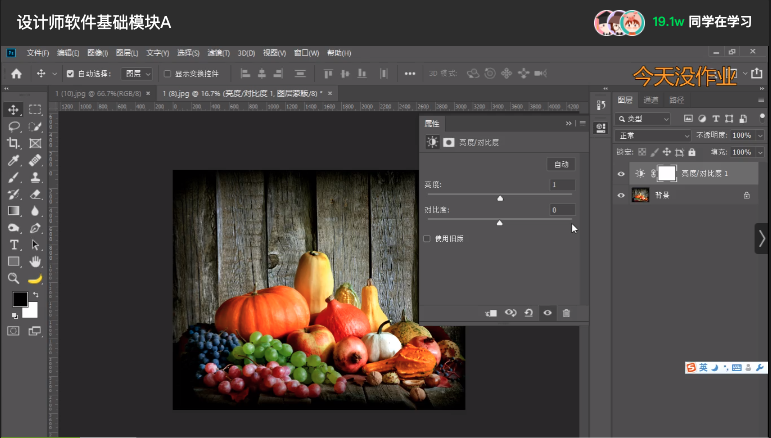 设计师软件基础模块A
19.1w 同学在学习
Ps 文件(F) 编辑(E) 图像(I) 图层(L) 文字(Y) 选择(S) 滤镜(T) 3D(D) 视图(V) 窗口(W) 帮助(H)
自动选择: 图层 显示变换控件 3D 模式:
今天没作业
1 (10).jpg @ 66.7%(RGB/8) × 1 (8).jpg @ 16.7% (亮度/对比度 1, 图层蒙版/8) * ×
属性
亮度/对比度
自动
亮度: 1
对比度: 0
使用旧版
图层 通道 路径
类型
正常 不透明度: 100%
锁定: 填充: 100%
亮度/对比度 1
背景
英